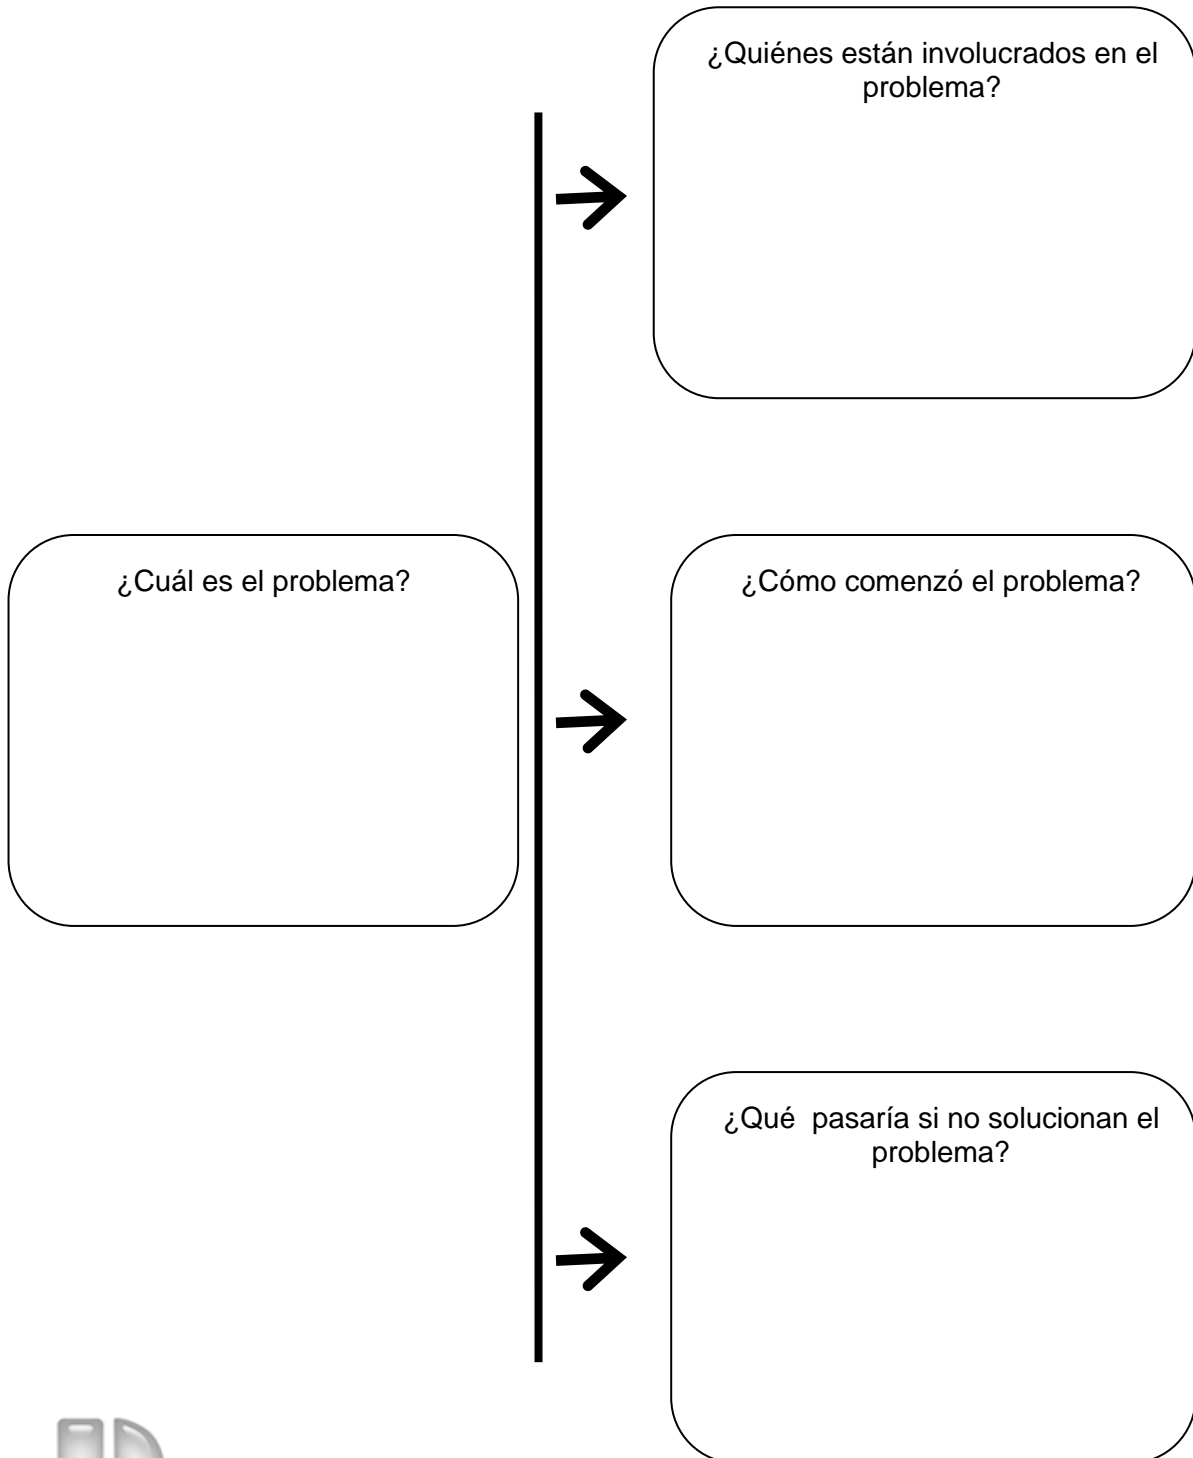 ¿Quiénes están involucrados en el
problema?
¿Cuál es el problema?
¿Cómo comenzó el problema?
¿Qué  pasaría si no solucionan el
problema?